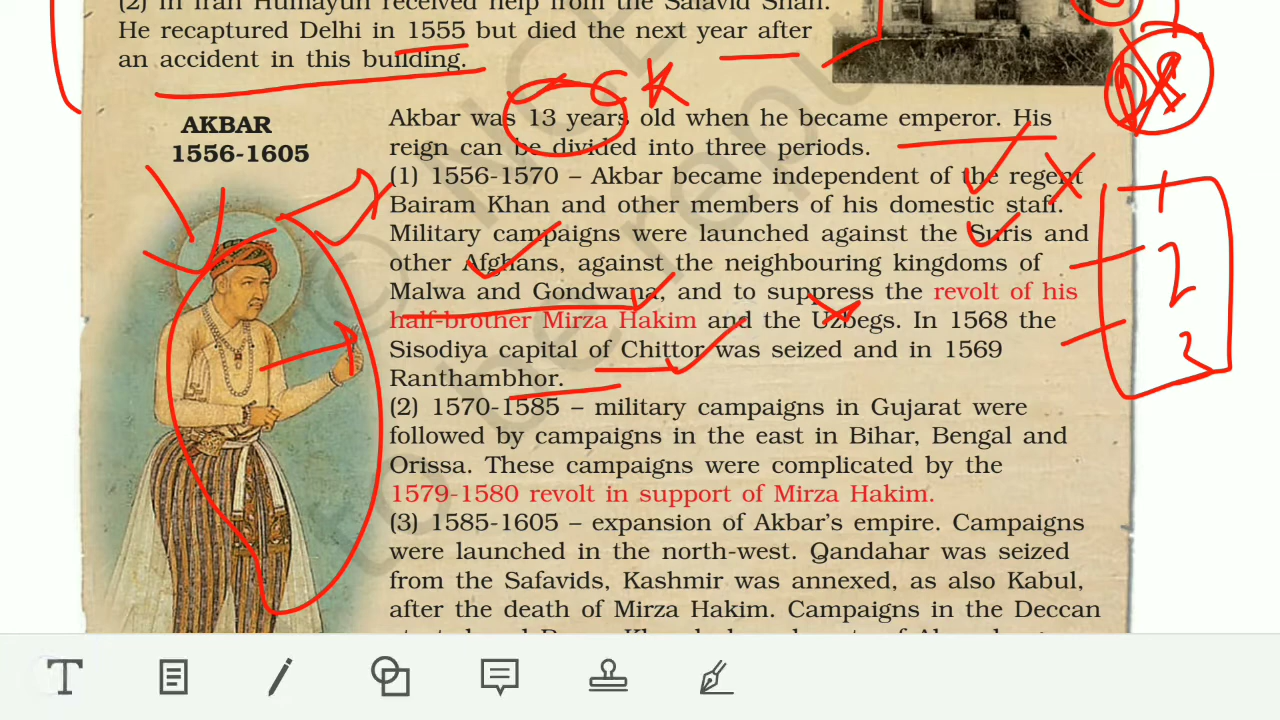 (2) In Iran Humayun received help from the Safavid Shah.
He recaptured Delhi in 1555 but died the next year after
an accident in this building.
AKBAR
1556-1605
Akbar was 13 years old when he became emperor. His
reign can be divided into three periods.
(1) 1556-1570 – Akbar became independent of the regent
Bairam Khan and other members of his domestic staff.
Military campaigns were launched against the Suris and
other Afghans, against the neighbouring kingdoms of
Malwa and Gondwana, and to suppress the revolt of his
half-brother Mirza Hakim and the Uzbegs. In 1568 the
Sisodiya capital of Chittor was seized and in 1569
Ranthambhor.
(2) 1570-1585 – military campaigns in Gujarat were
followed by campaigns in the east in Bihar, Bengal and
Orissa. These campaigns were complicated by the
1579-1580 revolt in support of Mirza Hakim.
(3) 1585-1605 – expansion of Akbar's empire. Campaigns
were launched in the north-west. Qandahar was seized
from the Safavids, Kashmir was annexed, as also Kabul,
after the death of Mirza Hakim. Campaigns in the Deccan
1
2
3
T